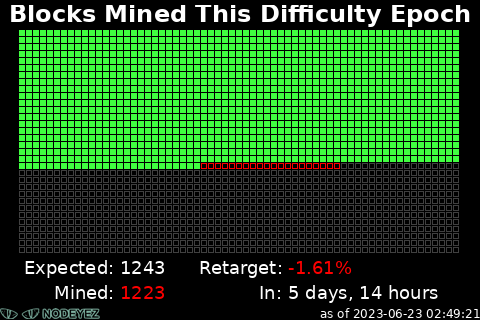 Blocks Mined This Difficulty Epoch
Expected: 1243 Retarget: -1.61%
Mined: 1223 In: 5 days, 14 hours
NODEYEZ as of 2023-06-23 02:49:21